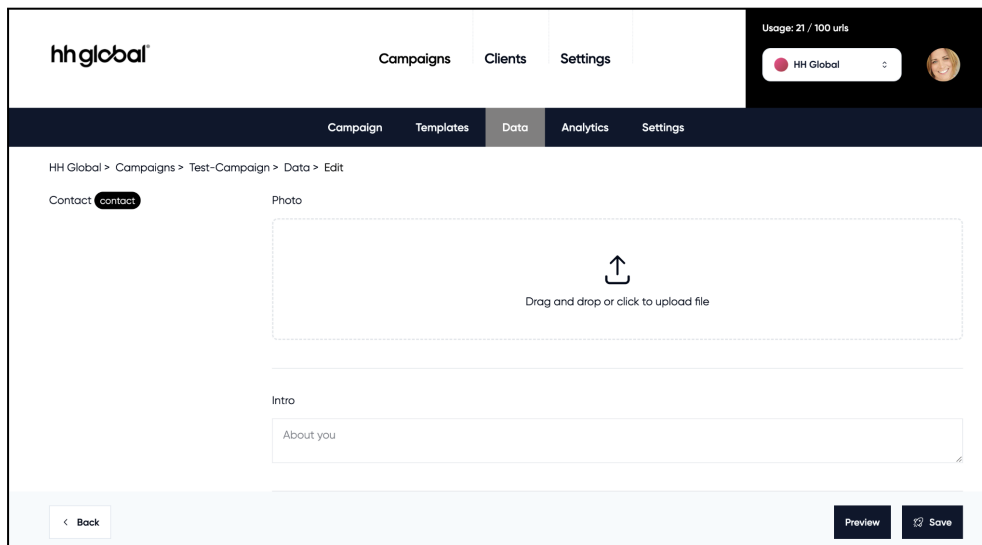 Usage: 21 / 100 urls
hh global®
Campaigns Clients Settings
HH Global
Campaign Templates Data Analytics Settings
HH Global > Campaigns > Test-Campaign > Data > Edit
Contact contact
Photo
Drag and drop or click to upload file
Intro
About you
< Back
Preview
Save